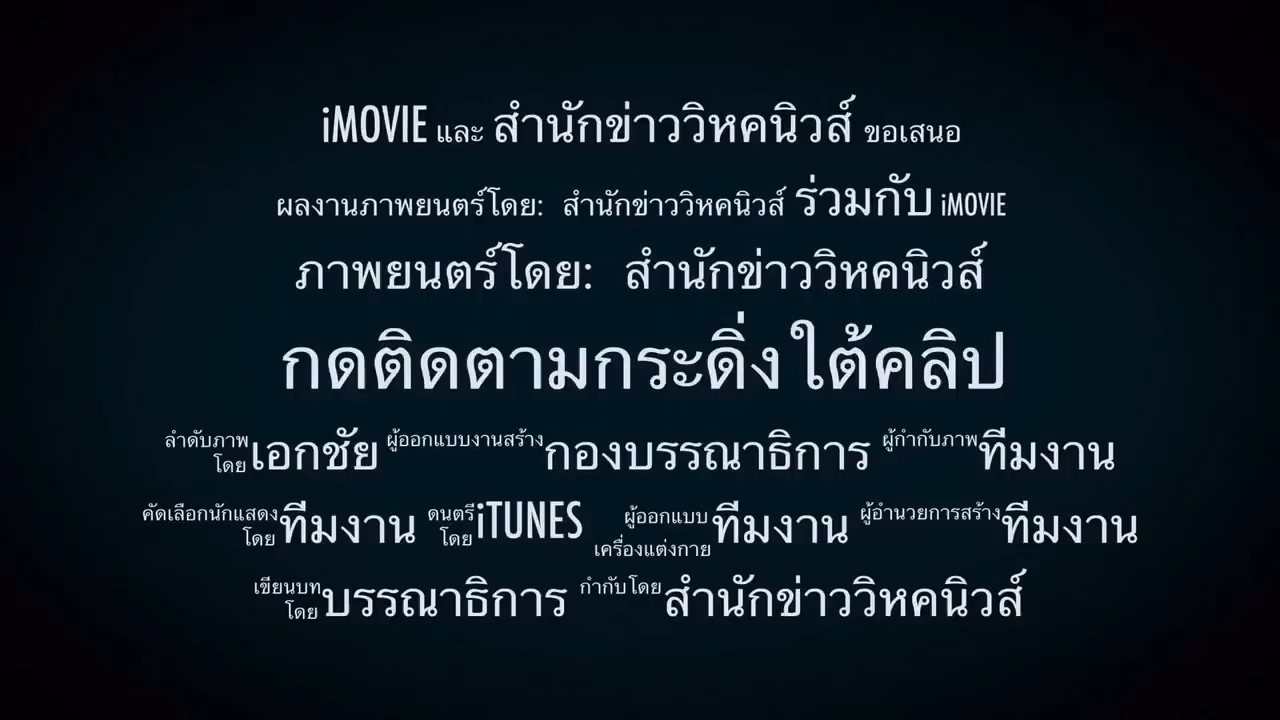 iMOVIE และ สำนักข่าววิหคนิวส์ ขอเสนอ
ผลงานภาพยนตร์โดย: สำนักข่าววิหคนิวส์ ร่วมกับ iMOVIE
ภาพยนตร์โดย: สำนักข่าววิหคนิวส์
กดติดตามกระดิ่ง ใต้คลิป
ลำดับภาพโดย เอกชัย ผู้ออกแบบงานสร้าง กองบรรณาธิการ ผู้กำกับภาพ ทีมงาน
คัดเลือกนักแสดงโดย ทีมงาน ดนตรีโดย iTUNES ผู้ออกแบบเครื่องแต่งกาย ทีมงาน ผู้อำนวยการสร้าง ทีมงาน
เขียนบทโดย บรรณาธิการ กำกับโดย สำนักข่าววิหคนิวส์